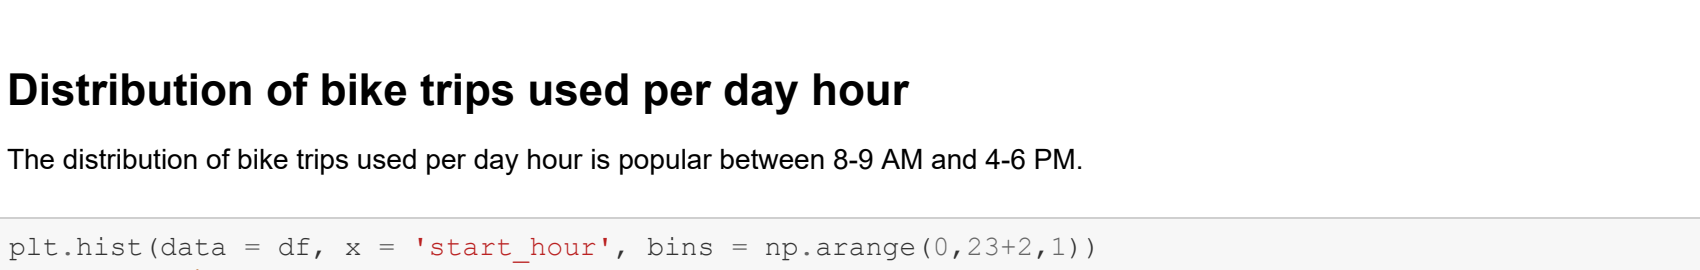 Distribution of bike trips used per day hour
The distribution of bike trips used per day hour is popular between 8-9 AM and 4-6 PM.
plt.hist(data = df, x = 'start_hour', bins = np.arange(0,23+2,1))